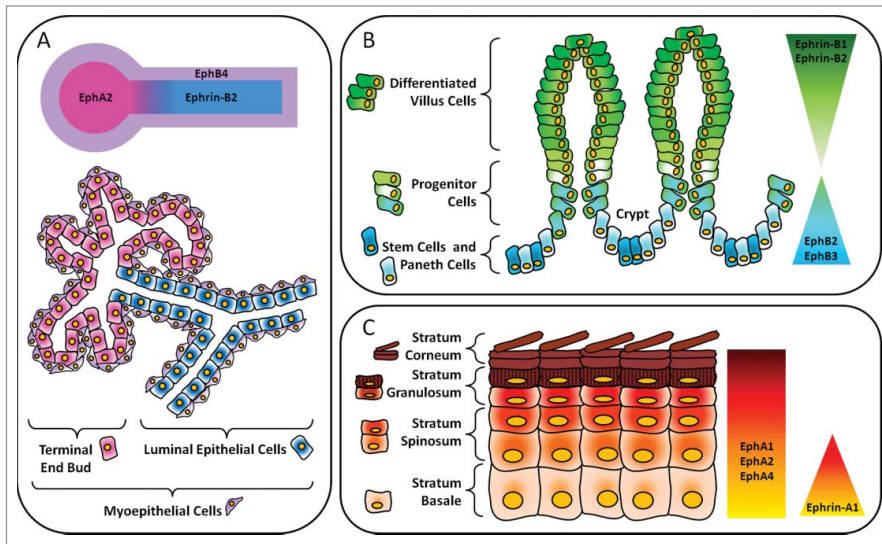 A
EphB4
EphA2
Ephrin-B2
Terminal
End Bud
Luminal Epithelial Cells
Myoepithelial Cells
B
Differentiated
Villus Cells
Progenitor
Cells
Stem Cells and
Paneth Cells
Crypt
Ephrin-B1
Ephrin-B2
EphB2
EphB3
C
Stratum
Corneum
Stratum
Granulosum
Stratum
Spinosum
Stratum
Basale
EphA1
EphA2
EphA4
Ephrin-A1